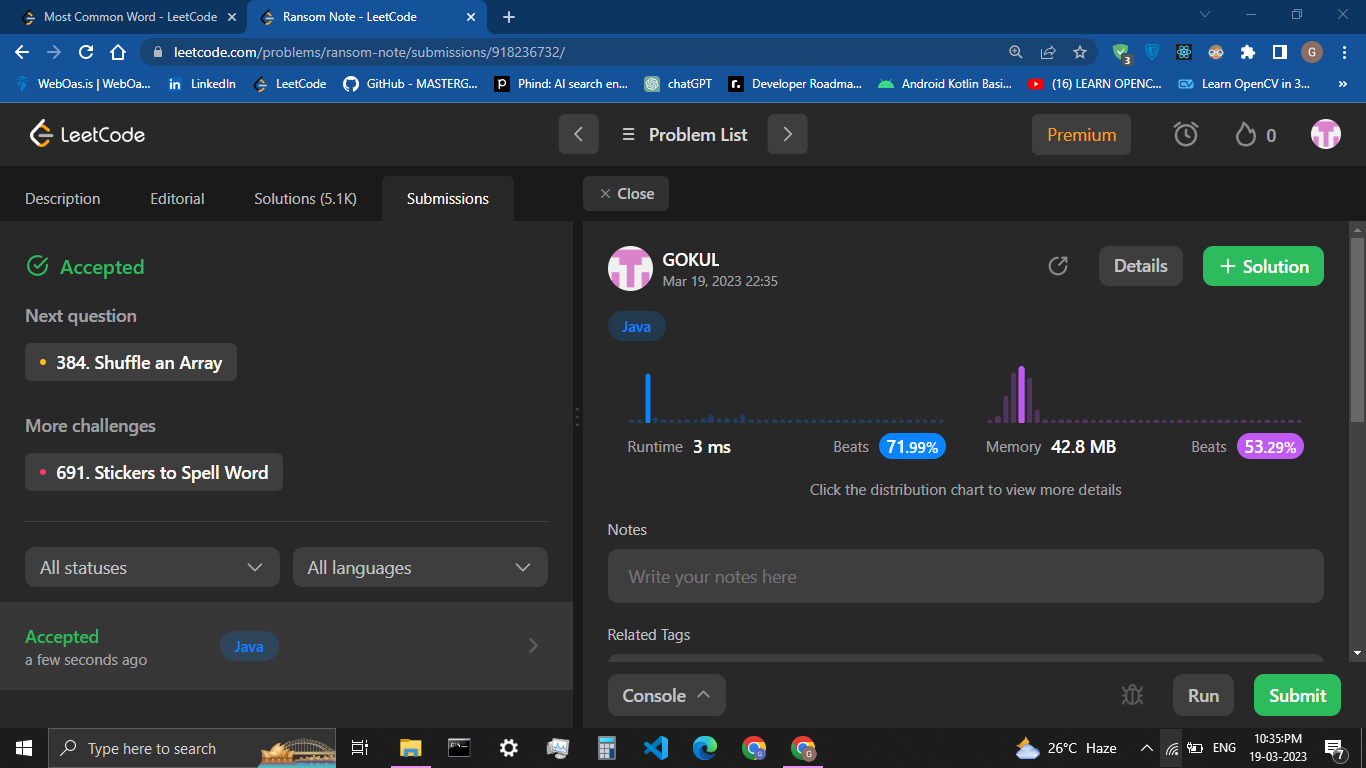 Most Common Word - LeetCode
Ransom Note - LeetCode
leetcode.com/problems/ransom-note/submissions/918236732/
3
G
WebOas.is | WebOa...
LinkedIn
LeetCode
GitHub - MASTERG...
Phind: AI search en...
chatGPT
Developer Roadma...
Android Kotlin Basi...
(16) LEARN OPENC...
Learn OpenCV in 3...
LeetCode
Problem List
Premium
0
Description
Editorial
Solutions (5.1K)
Submissions
Close
Accepted
Next question
384. Shuffle an Array
More challenges
691. Stickers to Spell Word
All statuses
All languages
Accepted
a few seconds ago
Java
GOKUL
Mar 19, 2023 22:35
Details
+ Solution
Java
Runtime 3 ms
Beats 71.99%
Memory 42.8 MB
Beats 53.29%
Click the distribution chart to view more details
Notes
Write your notes here
Related Tags
Console
Run
Submit
Type here to search
26°C Haze
ENG
10:35:PM
19-03-2023
7